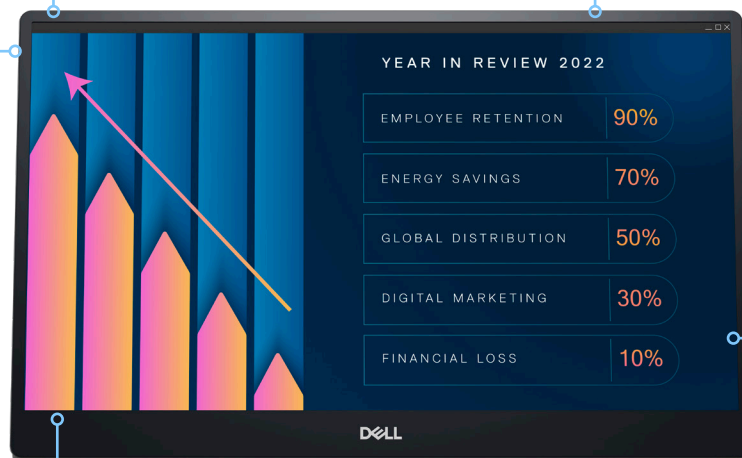 YEAR IN REVIEW 2022
EMPLOYEE RETENTION 90%
ENERGY SAVINGS 70%
GLOBAL DISTRIBUTION 50%
DIGITAL MARKETING 30%
FINANCIAL LOSS 10%
DELL